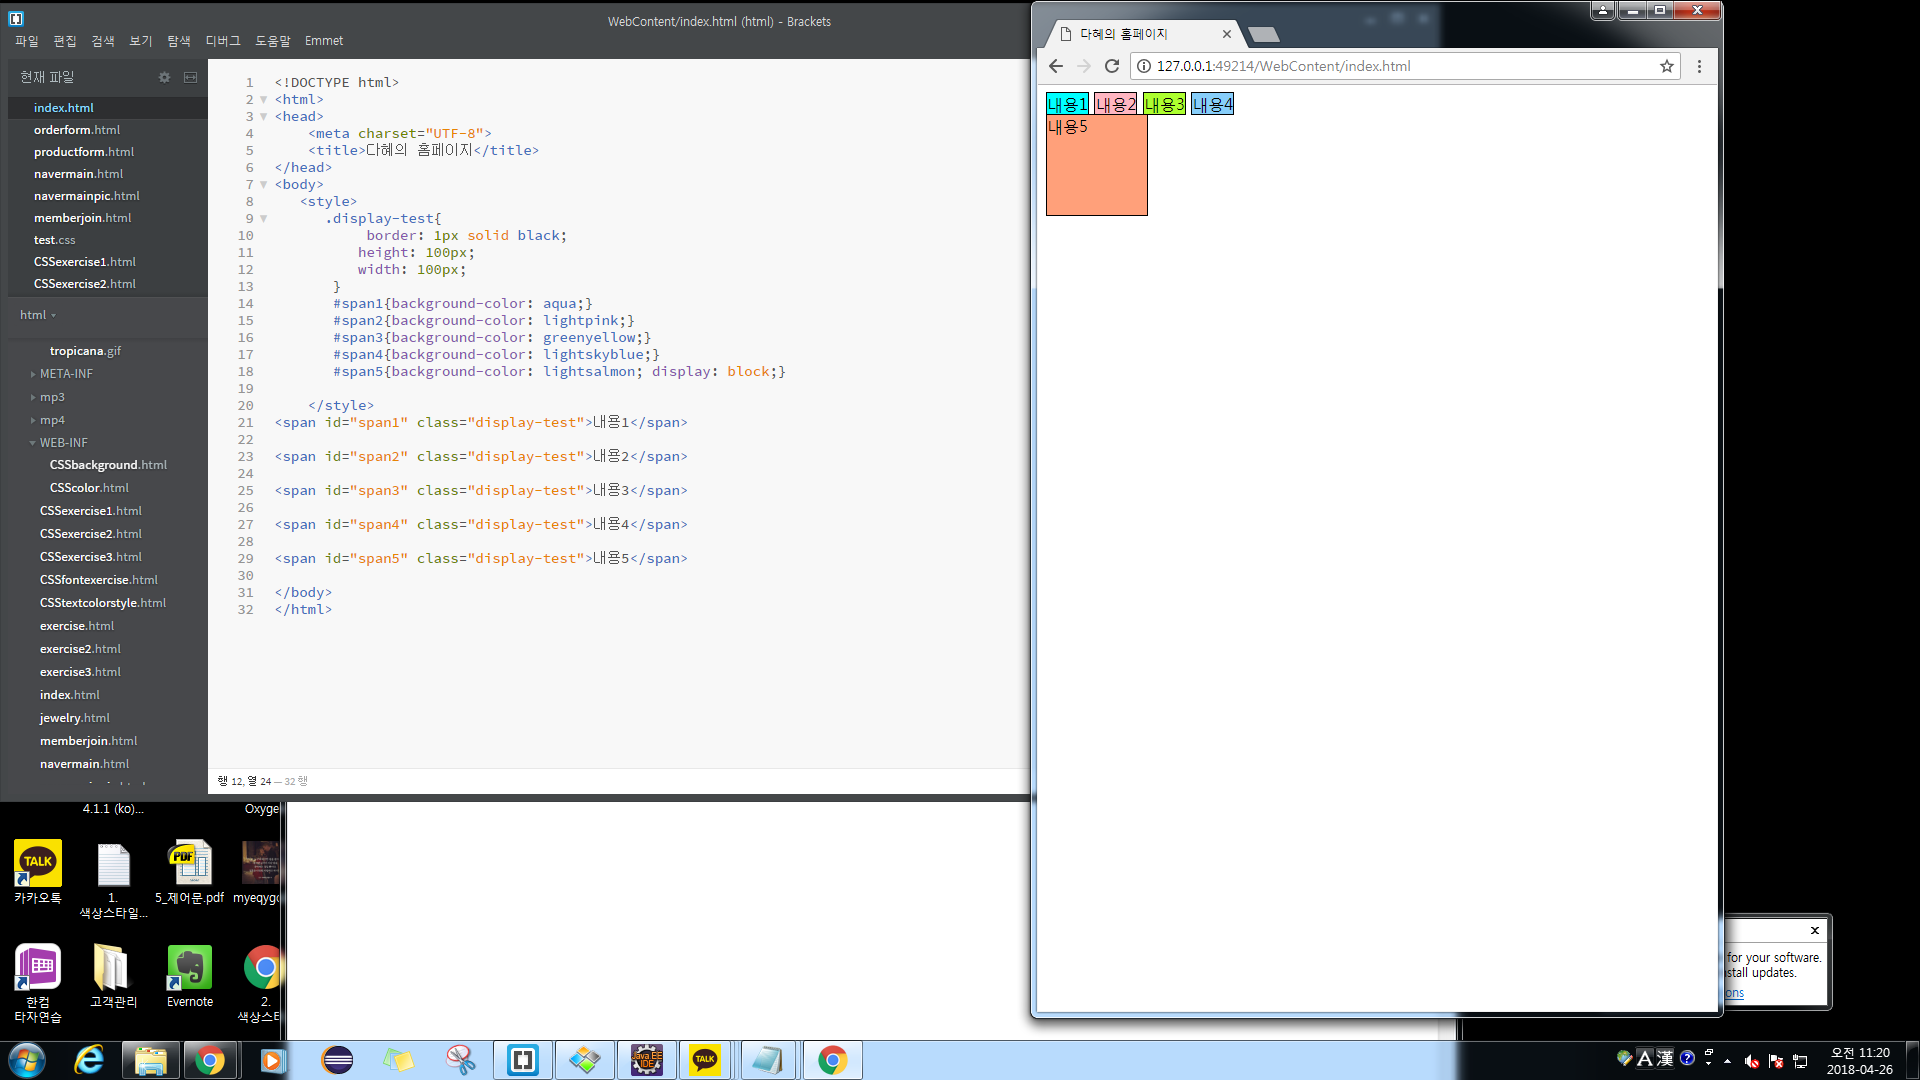 WebContent/index.html (html) - Brackets
파일 편집 검색 보기 탐색 디버그 도움말 Emmet
현재 파일
index.html
orderform.html
productform.html
navermain.html
navermainpic.html
memberjoin.html
test.css
CSSexercise1.html
CSSexercise2.html
html
tropicana.gif
META-INF
mp3
mp4
WEB-INF
CSSbackground.html
CSScolor.html
CSSexercise1.html
CSSexercise2.html
CSSexercise3.html
CSSfontexercise.html
CSStextcolorstyle.html
exercise.html
exercise2.html
exercise3.html
index.html
jewelry.html
memberjoin.html
navermain.html
1 <!DOCTYPE html>
2 <html>
3 <head>
4 <meta charset="UTF-8">
5 <title>다혜의 홈페이지</title>
6 </head>
7 <body>
8 <style>
9 .display-test{
10 border: 1px solid black;
11 height: 100px;
12 width: 100px;
13 }
14 #span1{background-color: aqua;}
15 #span2{background-color: lightpink;}
16 #span3{background-color: greenyellow;}
17 #span4{background-color: lightskyblue;}
18 #span5{background-color: lightsalmon; display: block;}
19
20 </style>
21 <span id="span1" class="display-test">내용1</span>
22
23 <span id="span2" class="display-test">내용2</span>
24
25 <span id="span3" class="display-test">내용3</span>
26
27 <span id="span4" class="display-test">내용4</span>
28
29 <span id="span5" class="display-test">내용5</span>
30
31 </body>
32 </html>
행 12, 열 24 — 32 행
다혜의 홈페이지
127.0.0.1:49214/WebContent/index.html
내용1 내용2 내용3 내용4
내용5
4.1.1 (ko)...
Oxyge
TALK
카카오톡
1.
색상스타일...
PDF
5_제어문.pdf
myeqygc
한컴
타자연습
고객관리
Evernote
2.
색상스타
for your software.
stall updates.
ons
Java EE
IDE
TALK
A 漢
오전 11:20
2018-04-26